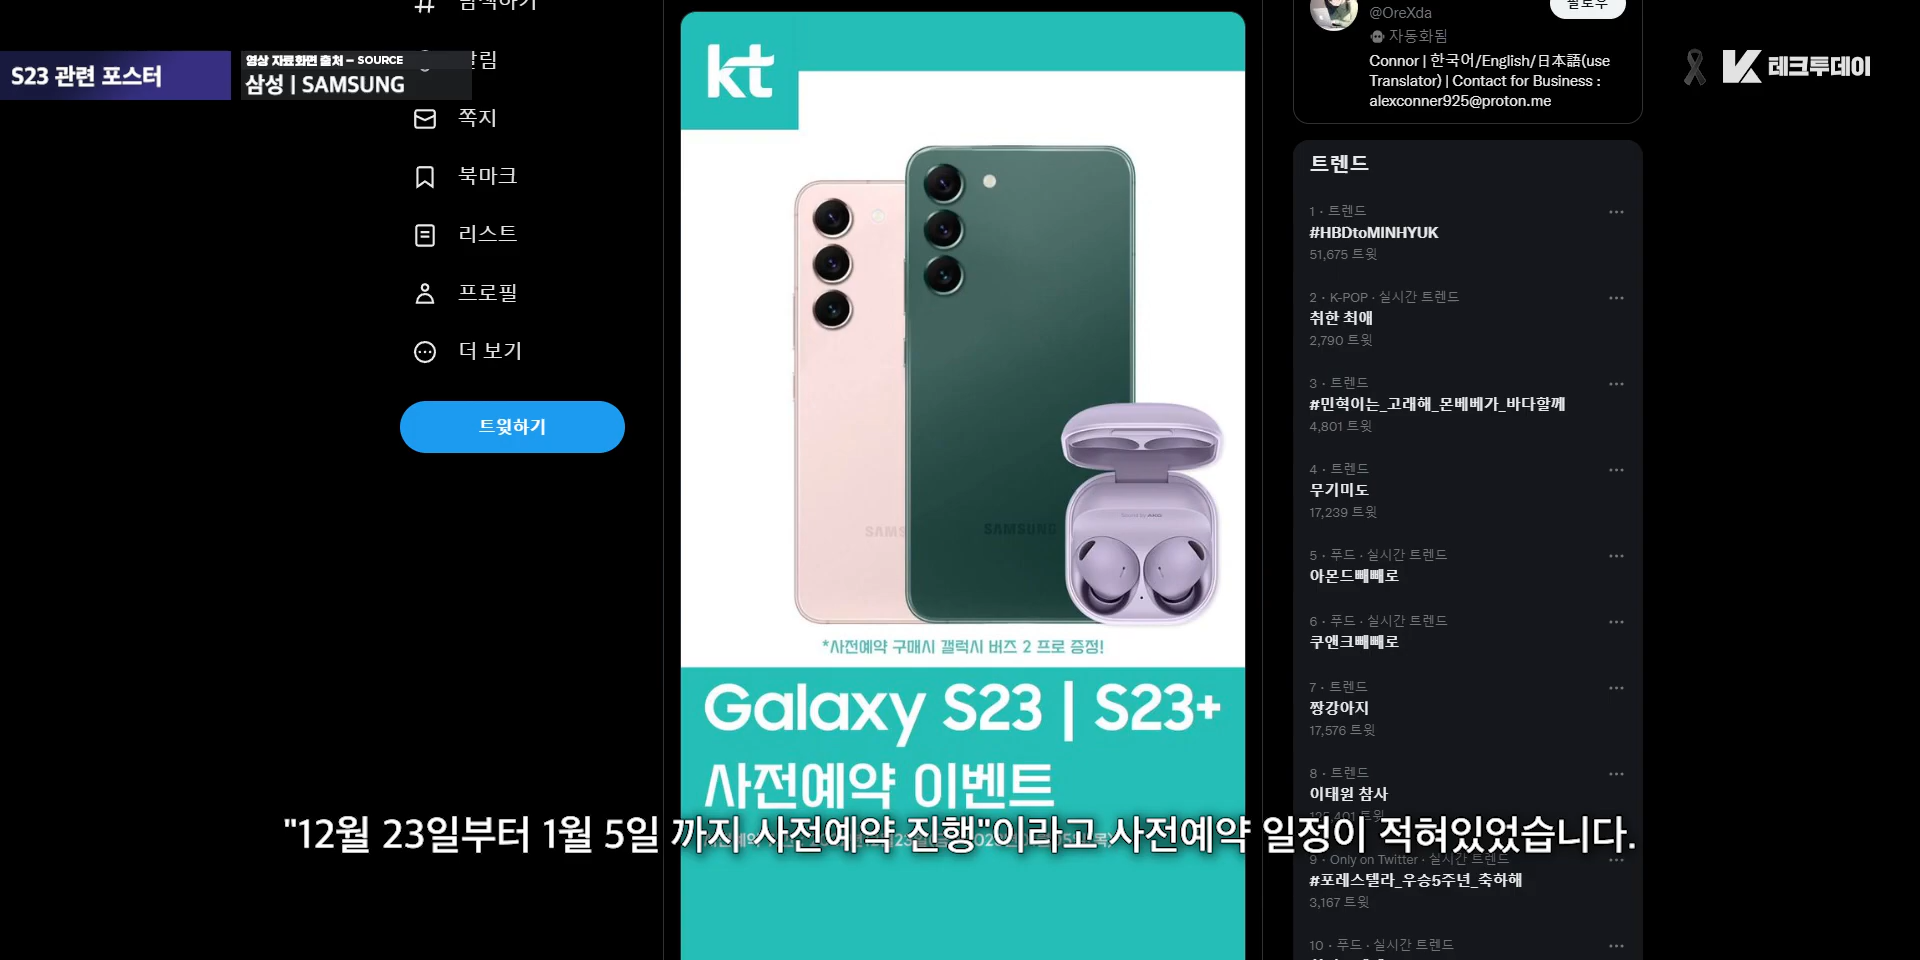 S23 관련 포스터
영상 자료화면 출처 – SOURCE
삼성 | SAMSUNG
쪽지
북마크
리스트
프로필
더 보기
트윗하기
kt
SAMSUNG
Sound by AKG
*사전예약 구매시 갤럭시 버즈 2 프로 증정!
Galaxy S23 | S23+
사전예약 이벤트
"12월 23일부터 1월 5일 까지 사전예약 진행"이라고 사전예약 일정이 적혀있었습니다.
팔로우
@OreXda
자동화됨
Connor | 한국어/English/日本語(use
Translator) | Contact for Business :
alexconner925@proton.me
테크투데이
트렌드
1 · 트렌드
#HBDtoMINHYUK
51,675 트윗
2 · K-POP · 실시간 트렌드
취한 최애
2,790 트윗
3 · 트렌드
#민혁이는_고래해_몬베베가_바다할께
4,801 트윗
4 · 트렌드
무기미도
17,239 트윗
5 · 푸드 · 실시간 트렌드
아몬드빼빼로
6 · 푸드 · 실시간 트렌드
쿠앤크빼빼로
7 · 트렌드
짱강아지
17,576 트윗
8 · 트렌드
이태원 참사
9 · Only on Twitter · 실시간 트렌드
#포레스텔라_우승5주년_축하해
3,167 트윗
10 · 푸드 · 실시간 트렌드